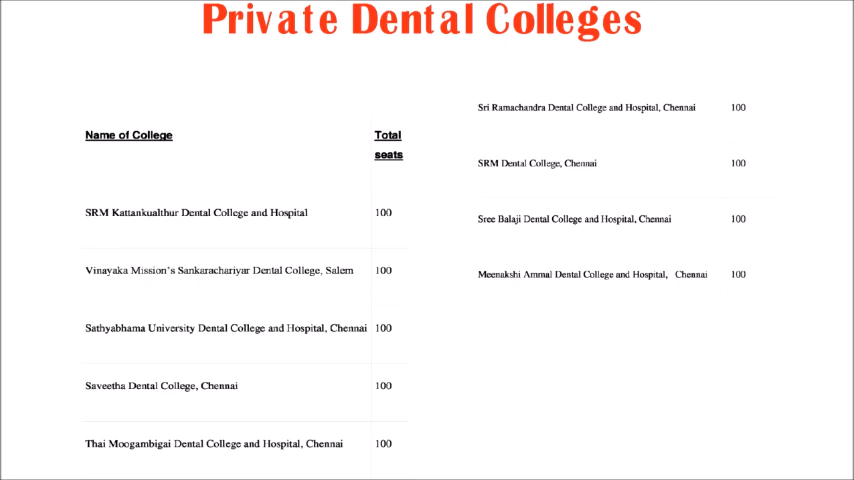 Private Dental Colleges
Name of College Total
seats
SRM Kattankualthur Dental College and Hospital 100
Vinayaka Mission's Sankarachariyar Dental College, Salem 100
Sathyabhama University Dental College and Hospital, Chennai 100
Saveetha Dental College, Chennai 100
Thai Moogambigai Dental College and Hospital, Chennai 100
Sri Ramachandra Dental College and Hospital, Chennai 100
SRM Dental College, Chennai 100
Sree Balaji Dental College and Hospital, Chennai 100
Meenakshi Ammal Dental College and Hospital, Chennai 100